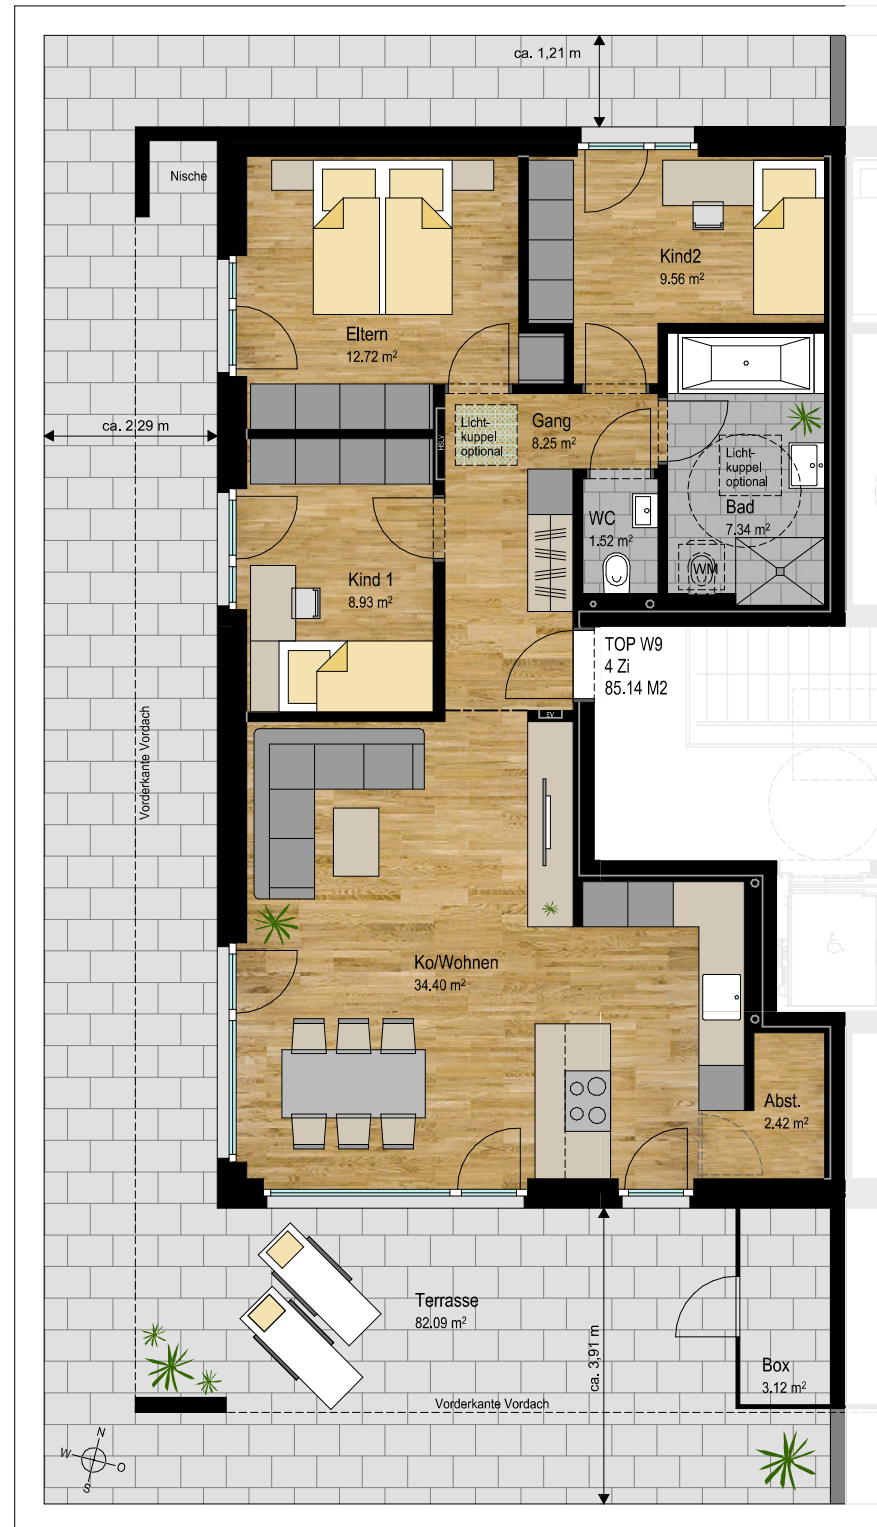 ca. 1,21 m
Nische
Kind2
9.56 m²
Eltern
12.72 m²
ca. 2,29 m
Licht-
kuppel
optional
HSLV
Gang
8.25 m²
Licht-
kuppel
optional
Bad
7.34 m²
WC
1.52 m²
WM
Kind 1
8.93 m²
TOP W9
4 Zi
85.14 M2
EV
Vorderkante Vordach
Ko/Wohnen
34.40 m²
Abst.
2.42 m²
Terrasse
82.09 m²
ca. 3,91 m
Box
3.12 m²
Vorderkante Vordach
N
W
O
S